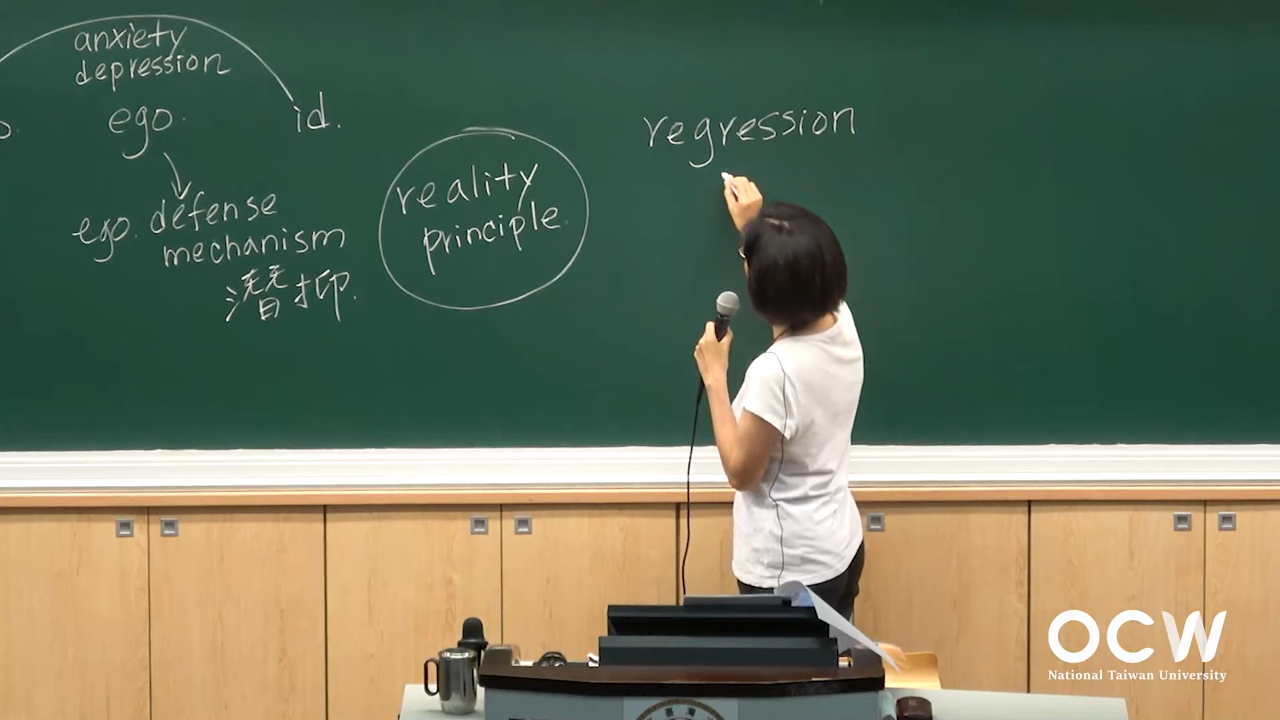 anxiety
depression
ego.
id.
ego. defense
mechanism
潛抑.
reality
principle.
regression
OCW
National Taiwan University